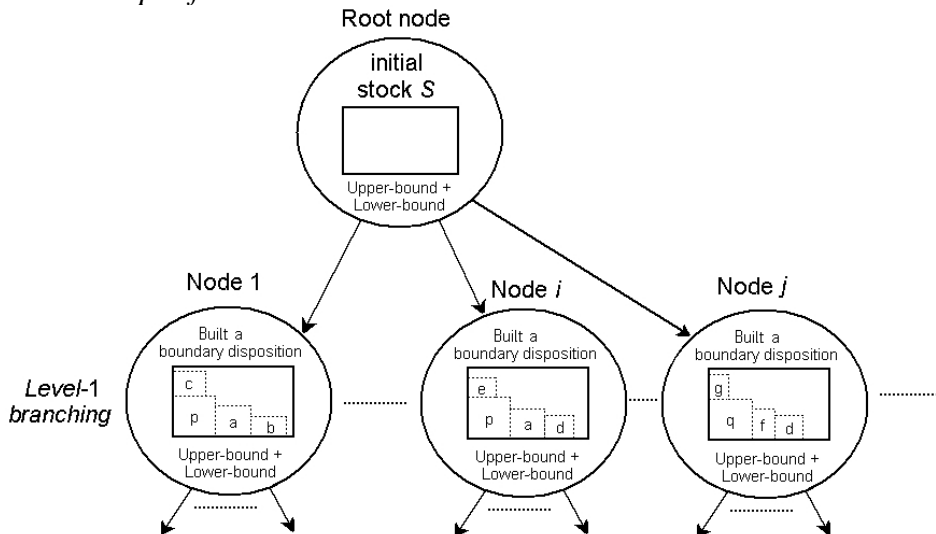 Root node
initial
stock S
Upper-bound +
Lower-bound
Node 1
Node i
Node j
Level-1
branching
Built a
boundary disposition
c
p a b
Upper-bound +
Lower-bound
Built a
boundary disposition
e
p a d
Upper-bound +
Lower-bound
Built a
boundary disposition
g
q f d
Upper-bound +
Lower-bound